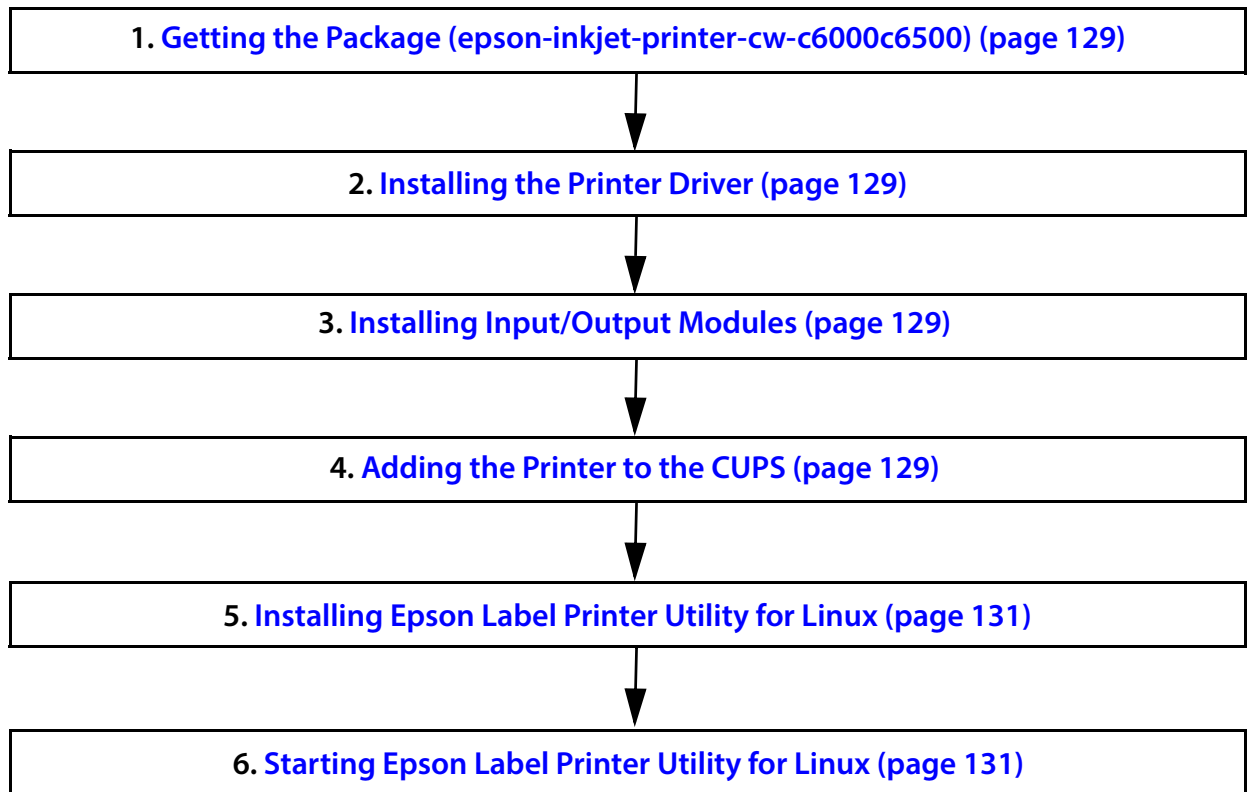 1. Getting the Package (epson-inkjet-printer-cw-c6000c6500) (page 129)
2. Installing the Printer Driver (page 129)
3. Installing Input/Output Modules (page 129)
4. Adding the Printer to the CUPS (page 129)
5. Installing Epson Label Printer Utility for Linux (page 131)
6. Starting Epson Label Printer Utility for Linux (page 131)